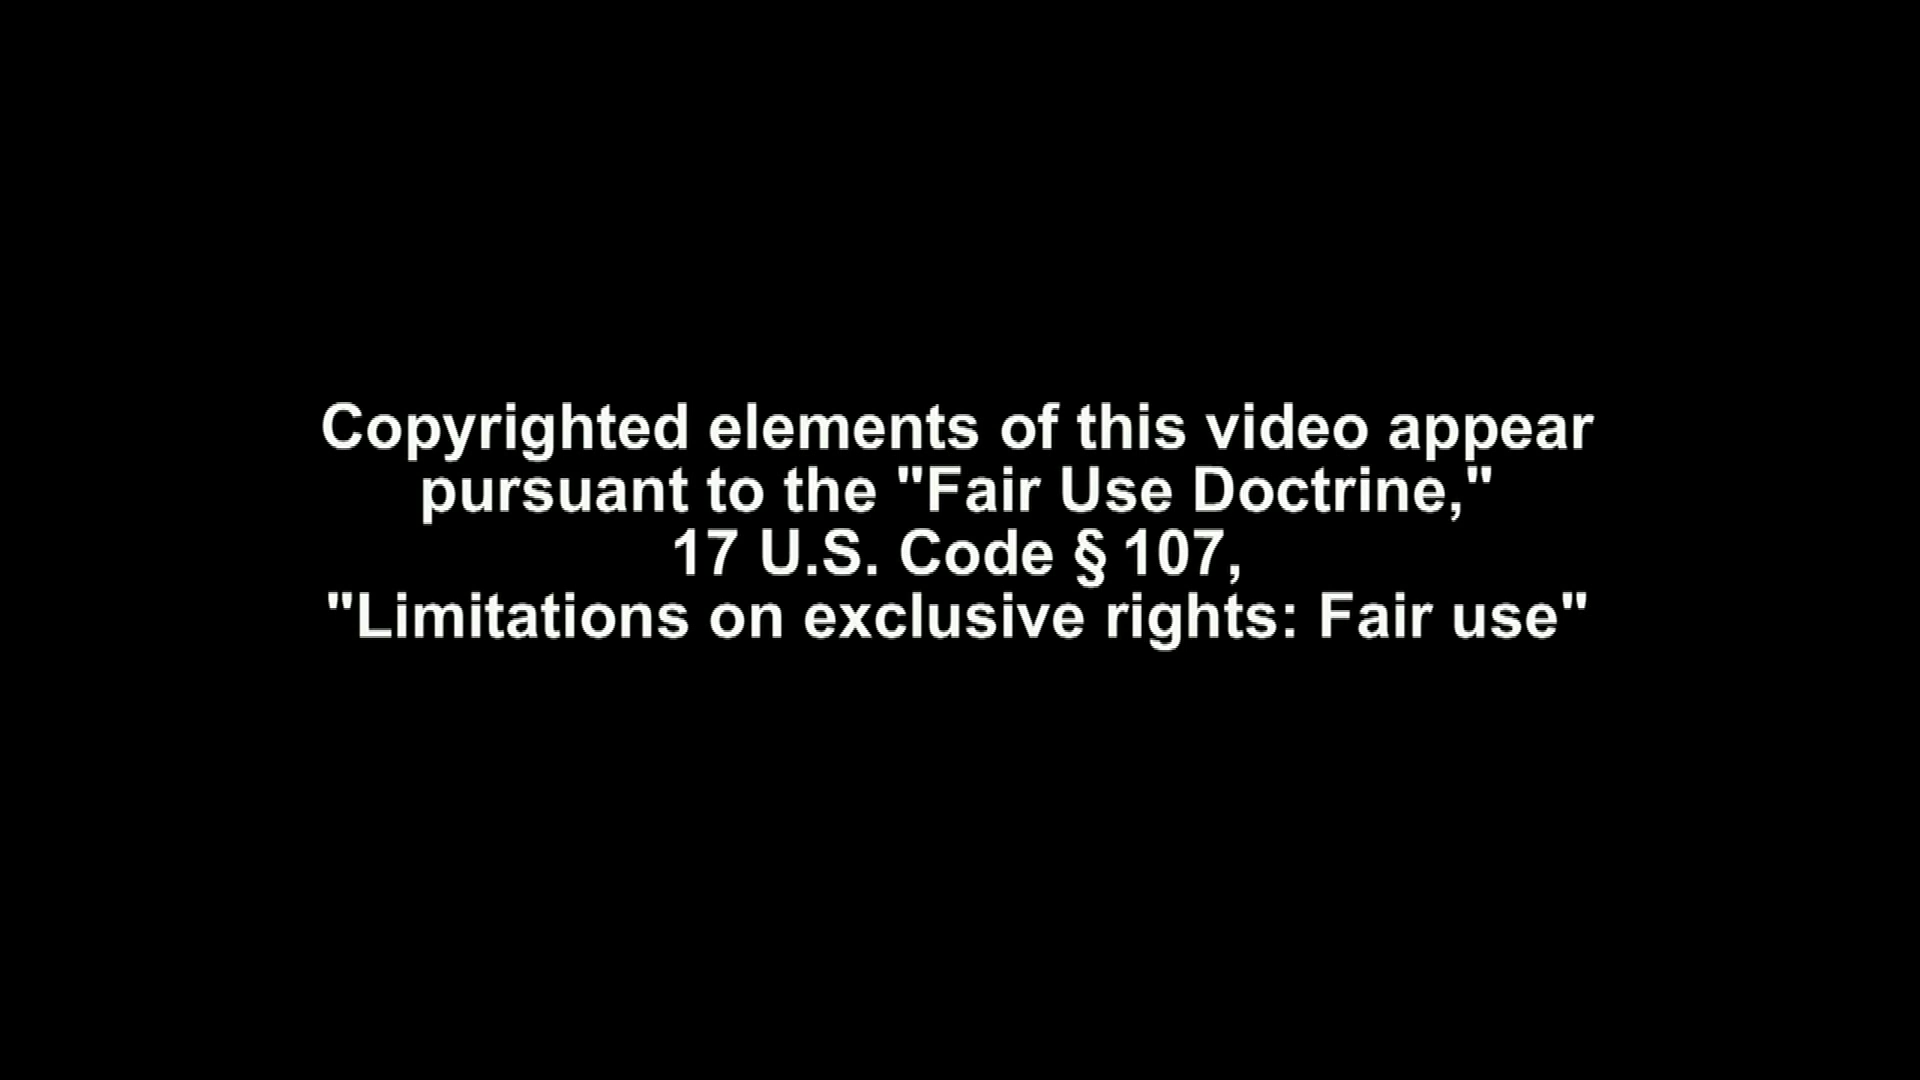 Copyrighted elements of this video appear
pursuant to the "Fair Use Doctrine,"
17 U.S. Code § 107,
"Limitations on exclusive rights: Fair use"